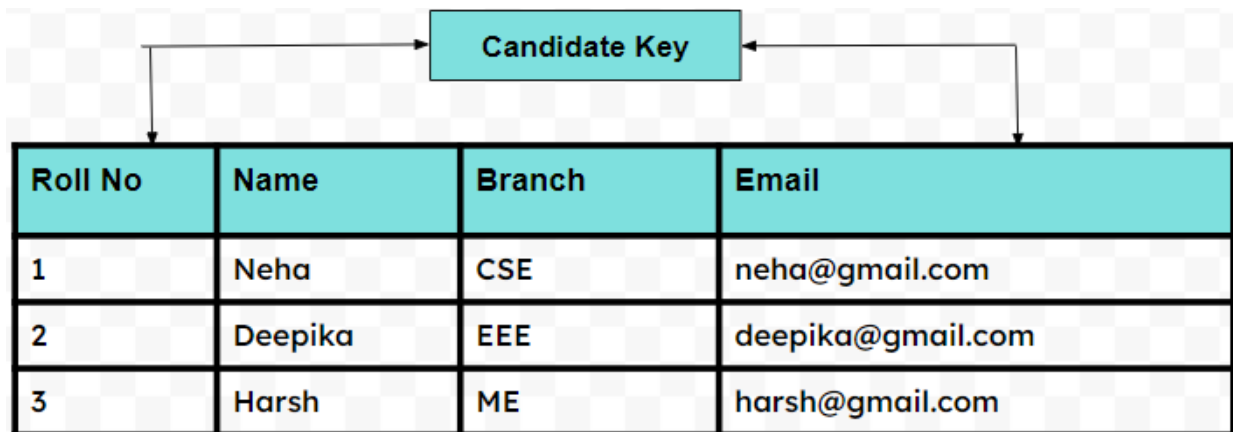 Candidate Key
Roll No Name Branch Email
1 Neha CSE neha@gmail.com
2 Deepika EEE deepika@gmail.com
3 Harsh ME harsh@gmail.com